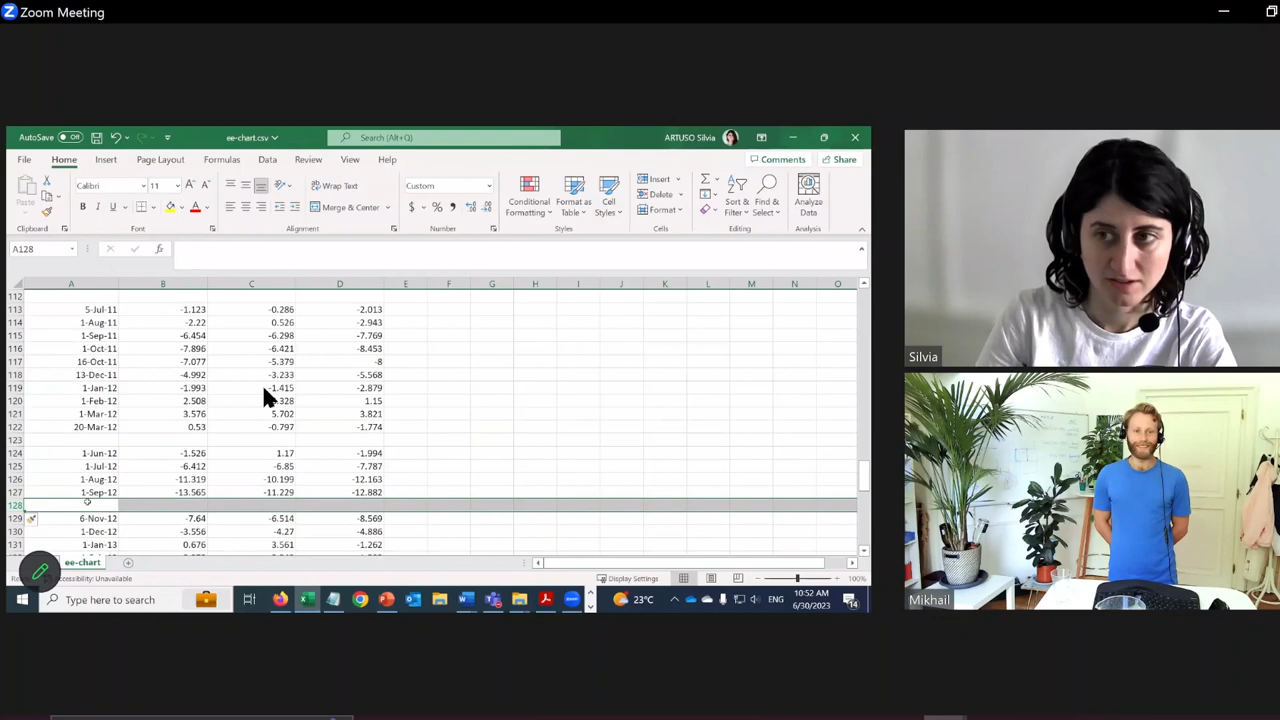 Zoom Meeting
AutoSave Off ee-chart.csv Search (Alt+Q) ARTUSO Silvia
File Home Insert Page Layout Formulas Data Review View Help Comments Share
Paste Calibri 11 Wrap Text Custom Conditional Formatting Format as Table Cell Styles Insert Sort & Filter Find & Select Analyze Data
B I U Merge & Center $ % Delete Format
Clipboard Font Alignment Number Styles Cells Editing Analysis
A128 fx
A B C D E F G H I J K L M N O
112
113 5-Jul-11 -1.123 -0.286 -2.013
114 1-Aug-11 -2.22 0.526 -2.943
115 1-Sep-11 -6.454 -6.298 -7.769
116 1-Oct-11 -7.896 -6.421 -8.453
117 16-Oct-11 -7.077 -5.379 -8
118 13-Dec-11 -4.992 -3.233 -5.568
119 1-Jan-12 -1.993 -1.415 -2.879
120 1-Feb-12 2.508 .328 1.15
121 1-Mar-12 3.576 5.702 3.821
122 20-Mar-12 0.53 -0.797 -1.774
123
124 1-Jun-12 -1.526 1.17 -1.994
125 1-Jul-12 -6.412 -6.85 -7.787
126 1-Aug-12 -11.319 -10.199 -12.163
127 1-Sep-12 -13.565 -11.229 -12.882
128
129 6-Nov-12 -7.64 -6.514 -8.569
130 1-Dec-12 -3.556 -4.27 -4.886
131 1-Jan-13 0.676 3.561 -1.262
ee-chart
ccessibility: Unavailable Display Settings 100%
Type here to search 23°C ENG 10:52 AM 6/30/2023 14
Silvia
Mikhail